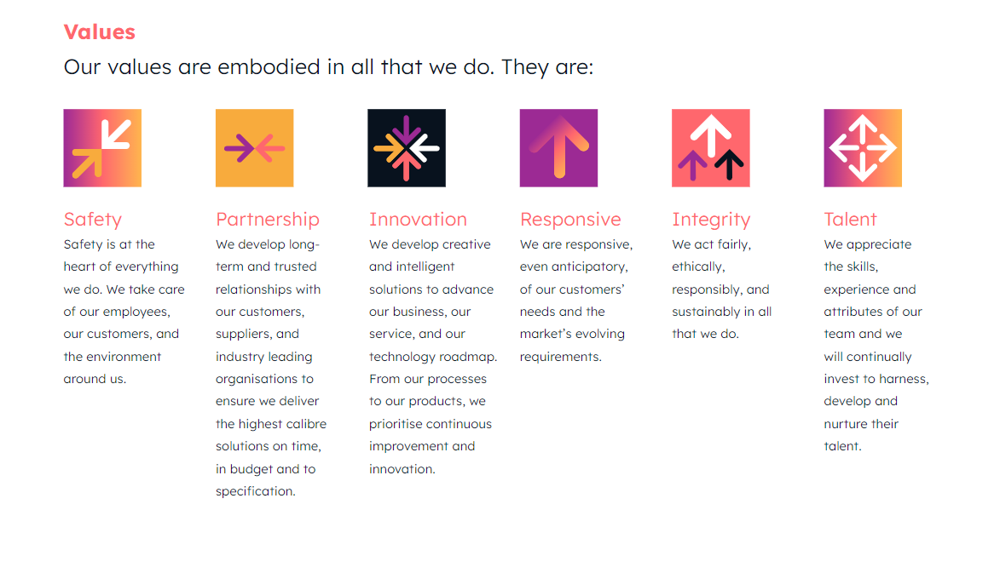 Values
Our values are embodied in all that we do. They are:
Safety
Safety is at the
heart of everything
we do. We take care
of our employees,
our customers, and
the environment
around us.
Partnership
We develop long-
term and trusted
relationships with
our customers,
suppliers, and
industry leading
organisations to
ensure we deliver
the highest calibre
solutions on time,
in budget and to
specification.
Innovation
We develop creative
and intelligent
solutions to advance
our business, our
service, and our
technology roadmap.
From our processes
to our products, we
prioritise continuous
improvement and
innovation.
Responsive
We are responsive,
even anticipatory,
of our customers’
needs and the
market’s evolving
requirements.
Integrity
We act fairly,
ethically,
responsibly, and
sustainably in all
that we do.
Talent
We appreciate
the skills,
experience and
attributes of our
team and we
will continually
invest to harness,
develop and
nurture their
talent.